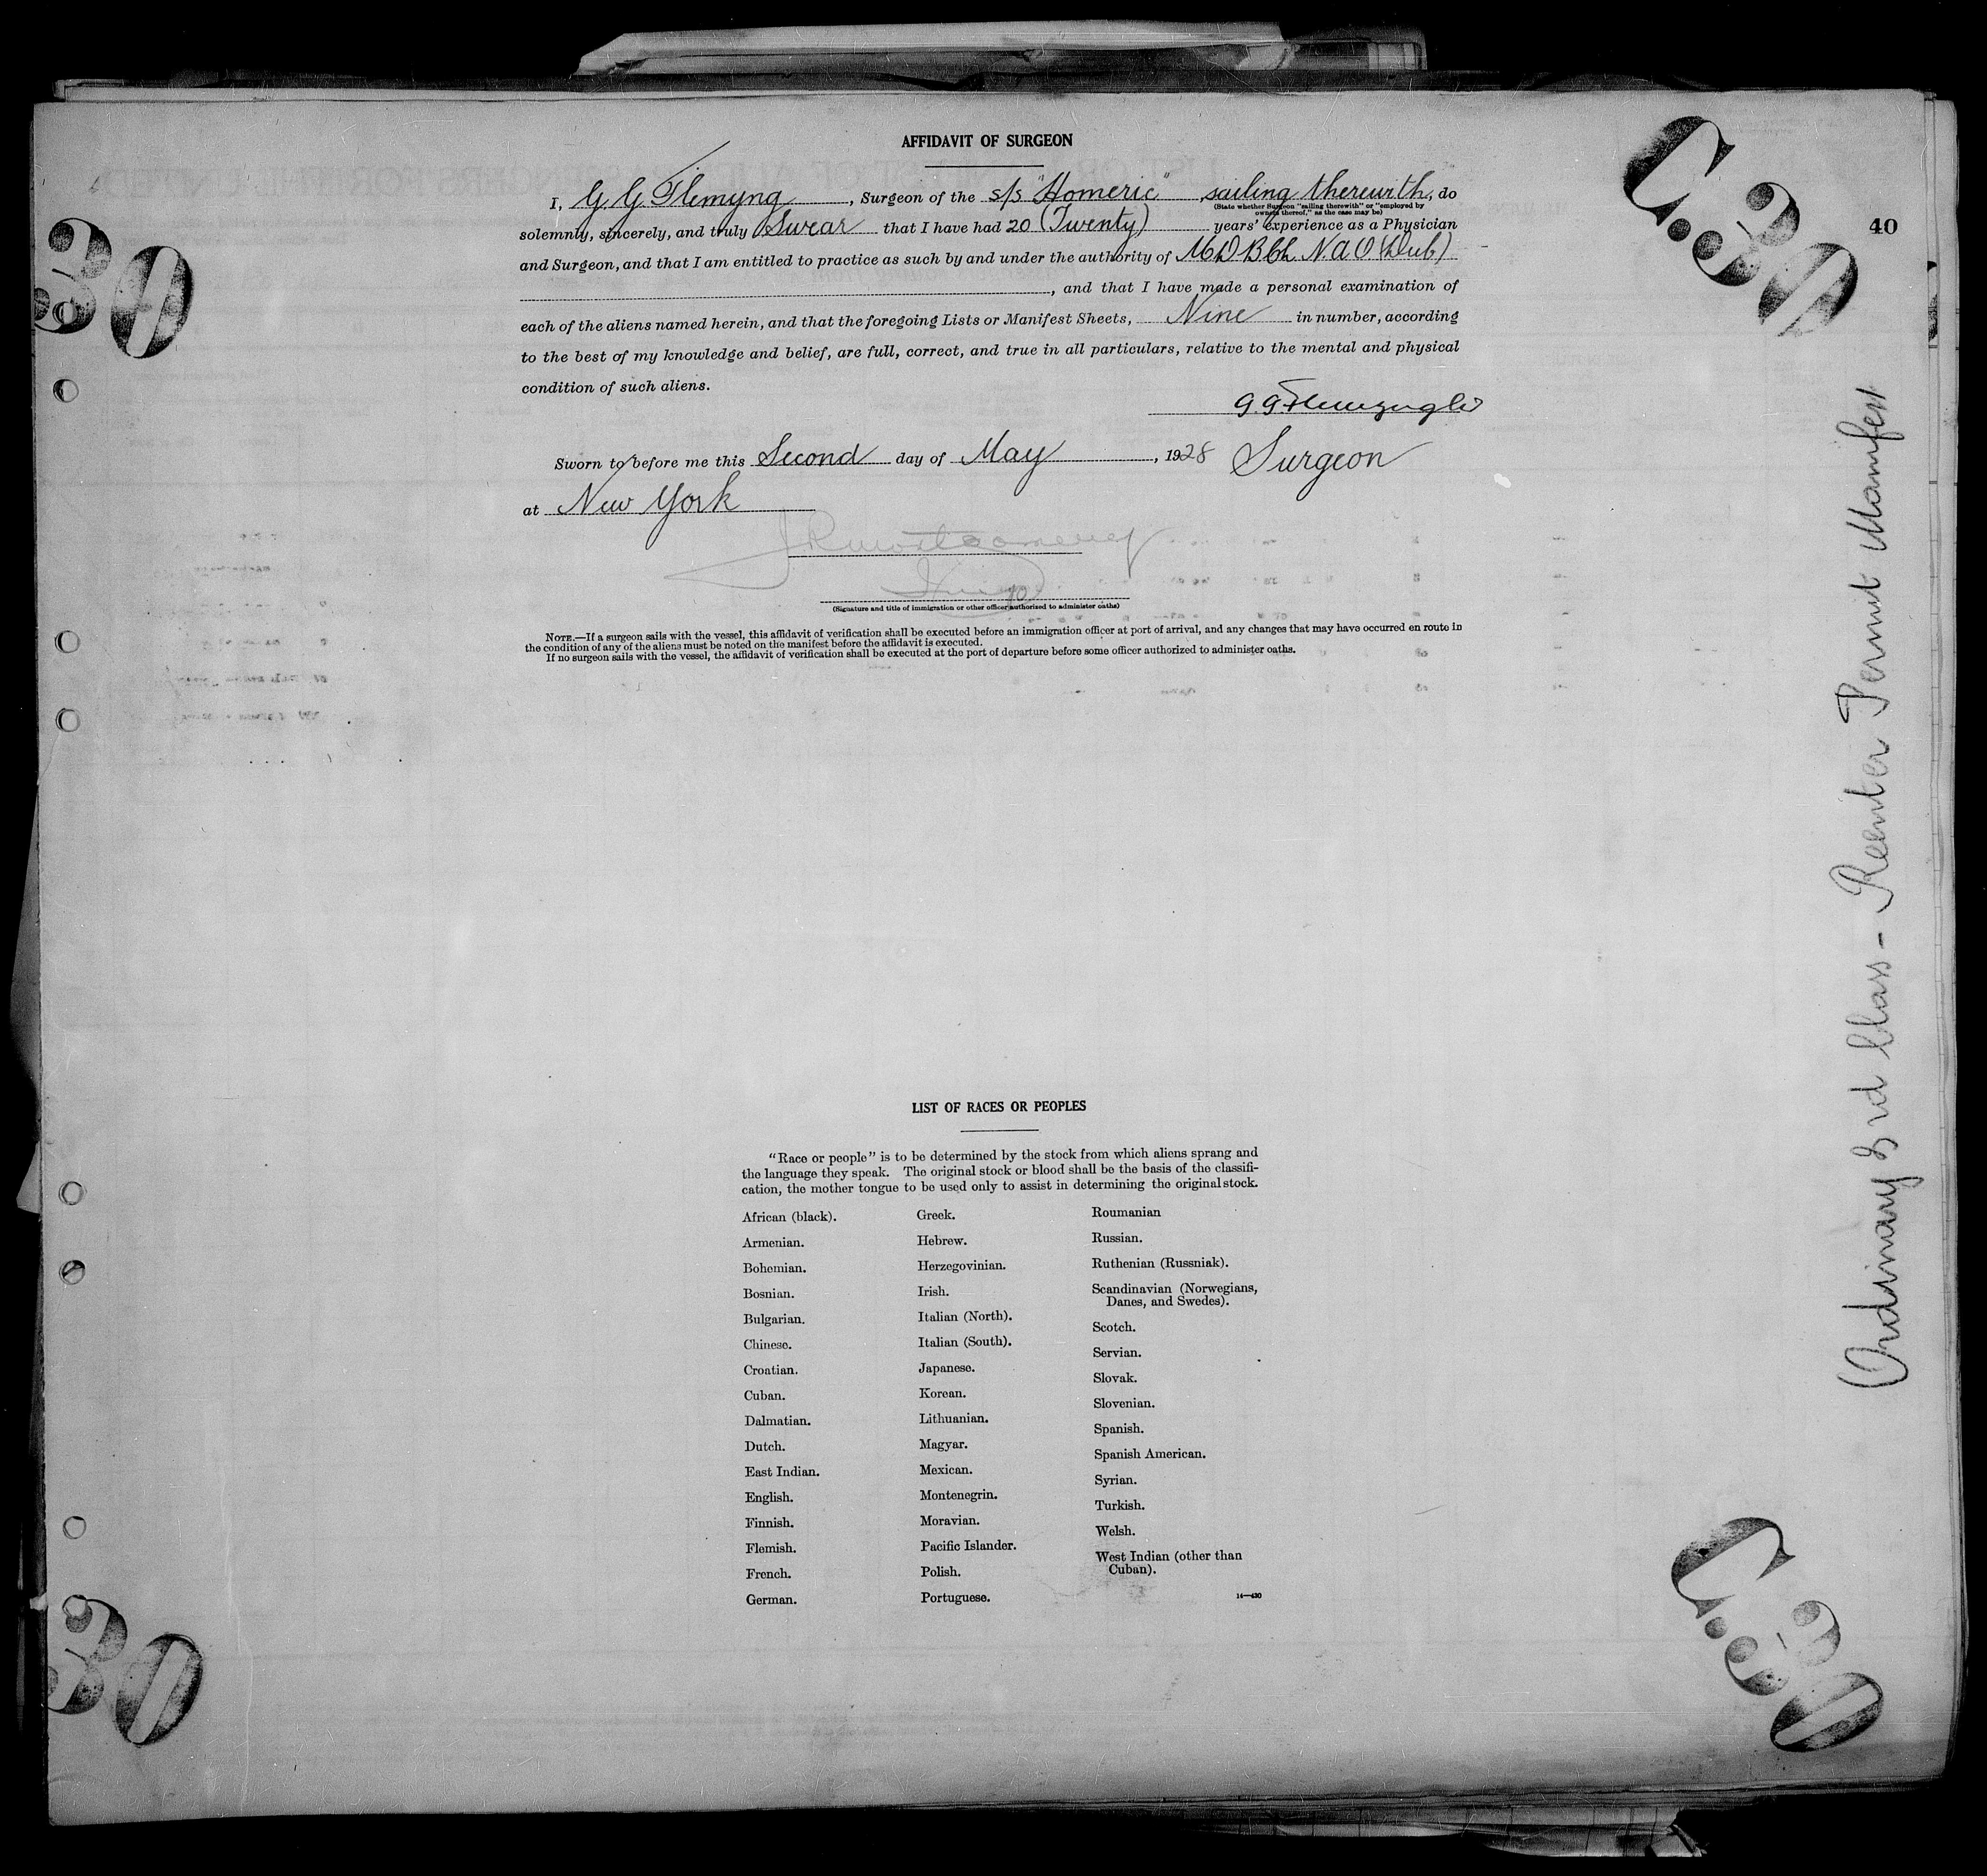 AFFIDAVIT OF SURGEON
I, G. G. Flemyng, Surgeon of the s/s "Homeric", sailing therewith, do
(State whether Surgeon "sailing therewith" or "employed by
owners thereof," as the case may be)
solemnly, sincerely, and truly Swear that I have had 20 (Twenty) years' experience as a Physician
and Surgeon, and that I am entitled to practice as such by and under the authority of M D B Ch. N. A O (Dub)
, and that I have made a personal examination of
each of the aliens named herein, and that the foregoing Lists or Manifest Sheets, Nine in number, according
to the best of my knowledge and belief, are full, correct, and true in all particulars, relative to the mental and physical
condition of such aliens.
G. G. Flemyng
Sworn to before me this Second day of May, 1928 Surgeon
at New York
(Signature and title of immigration or other officer authorized to administer oaths)
NOTE.—If a surgeon sails with the vessel, this affidavit of verification shall be executed before an immigration officer at port of arrival, and any changes that may have occurred en route in
the condition of any of the aliens must be noted on the manifest before the affidavit is executed.
If no surgeon sails with the vessel, the affidavit of verification shall be executed at the port of departure before some officer authorized to administer oaths.
40
C.30
30
Ordinary 3rd Class - Reenter Permit Manifest
LIST OF RACES OR PEOPLES
"Race or people" is to be determined by the stock from which aliens sprang and
the language they speak. The original stock or blood shall be the basis of the classifi-
cation, the mother tongue to be used only to assist in determining the original stock.
African (black).
Armenian.
Bohemian.
Bosnian.
Bulgarian.
Chinese.
Croatian.
Cuban.
Dalmatian.
Dutch.
East Indian.
English.
Finnish.
Flemish.
French.
German.
Greek.
Hebrew.
Herzegovinian.
Irish.
Italian (North).
Italian (South).
Japanese.
Korean.
Lithuanian.
Magyar.
Mexican.
Montenegrin.
Moravian.
Pacific Islander.
Polish.
Portuguese.
Roumanian
Russian.
Ruthenian (Russniak).
Scandinavian (Norwegians,
Danes, and Swedes).
Scotch.
Servian.
Slovak.
Slovenian.
Spanish.
Spanish American.
Syrian.
Turkish.
Welsh.
West Indian (other than
Cuban).
14—430
C.30
30